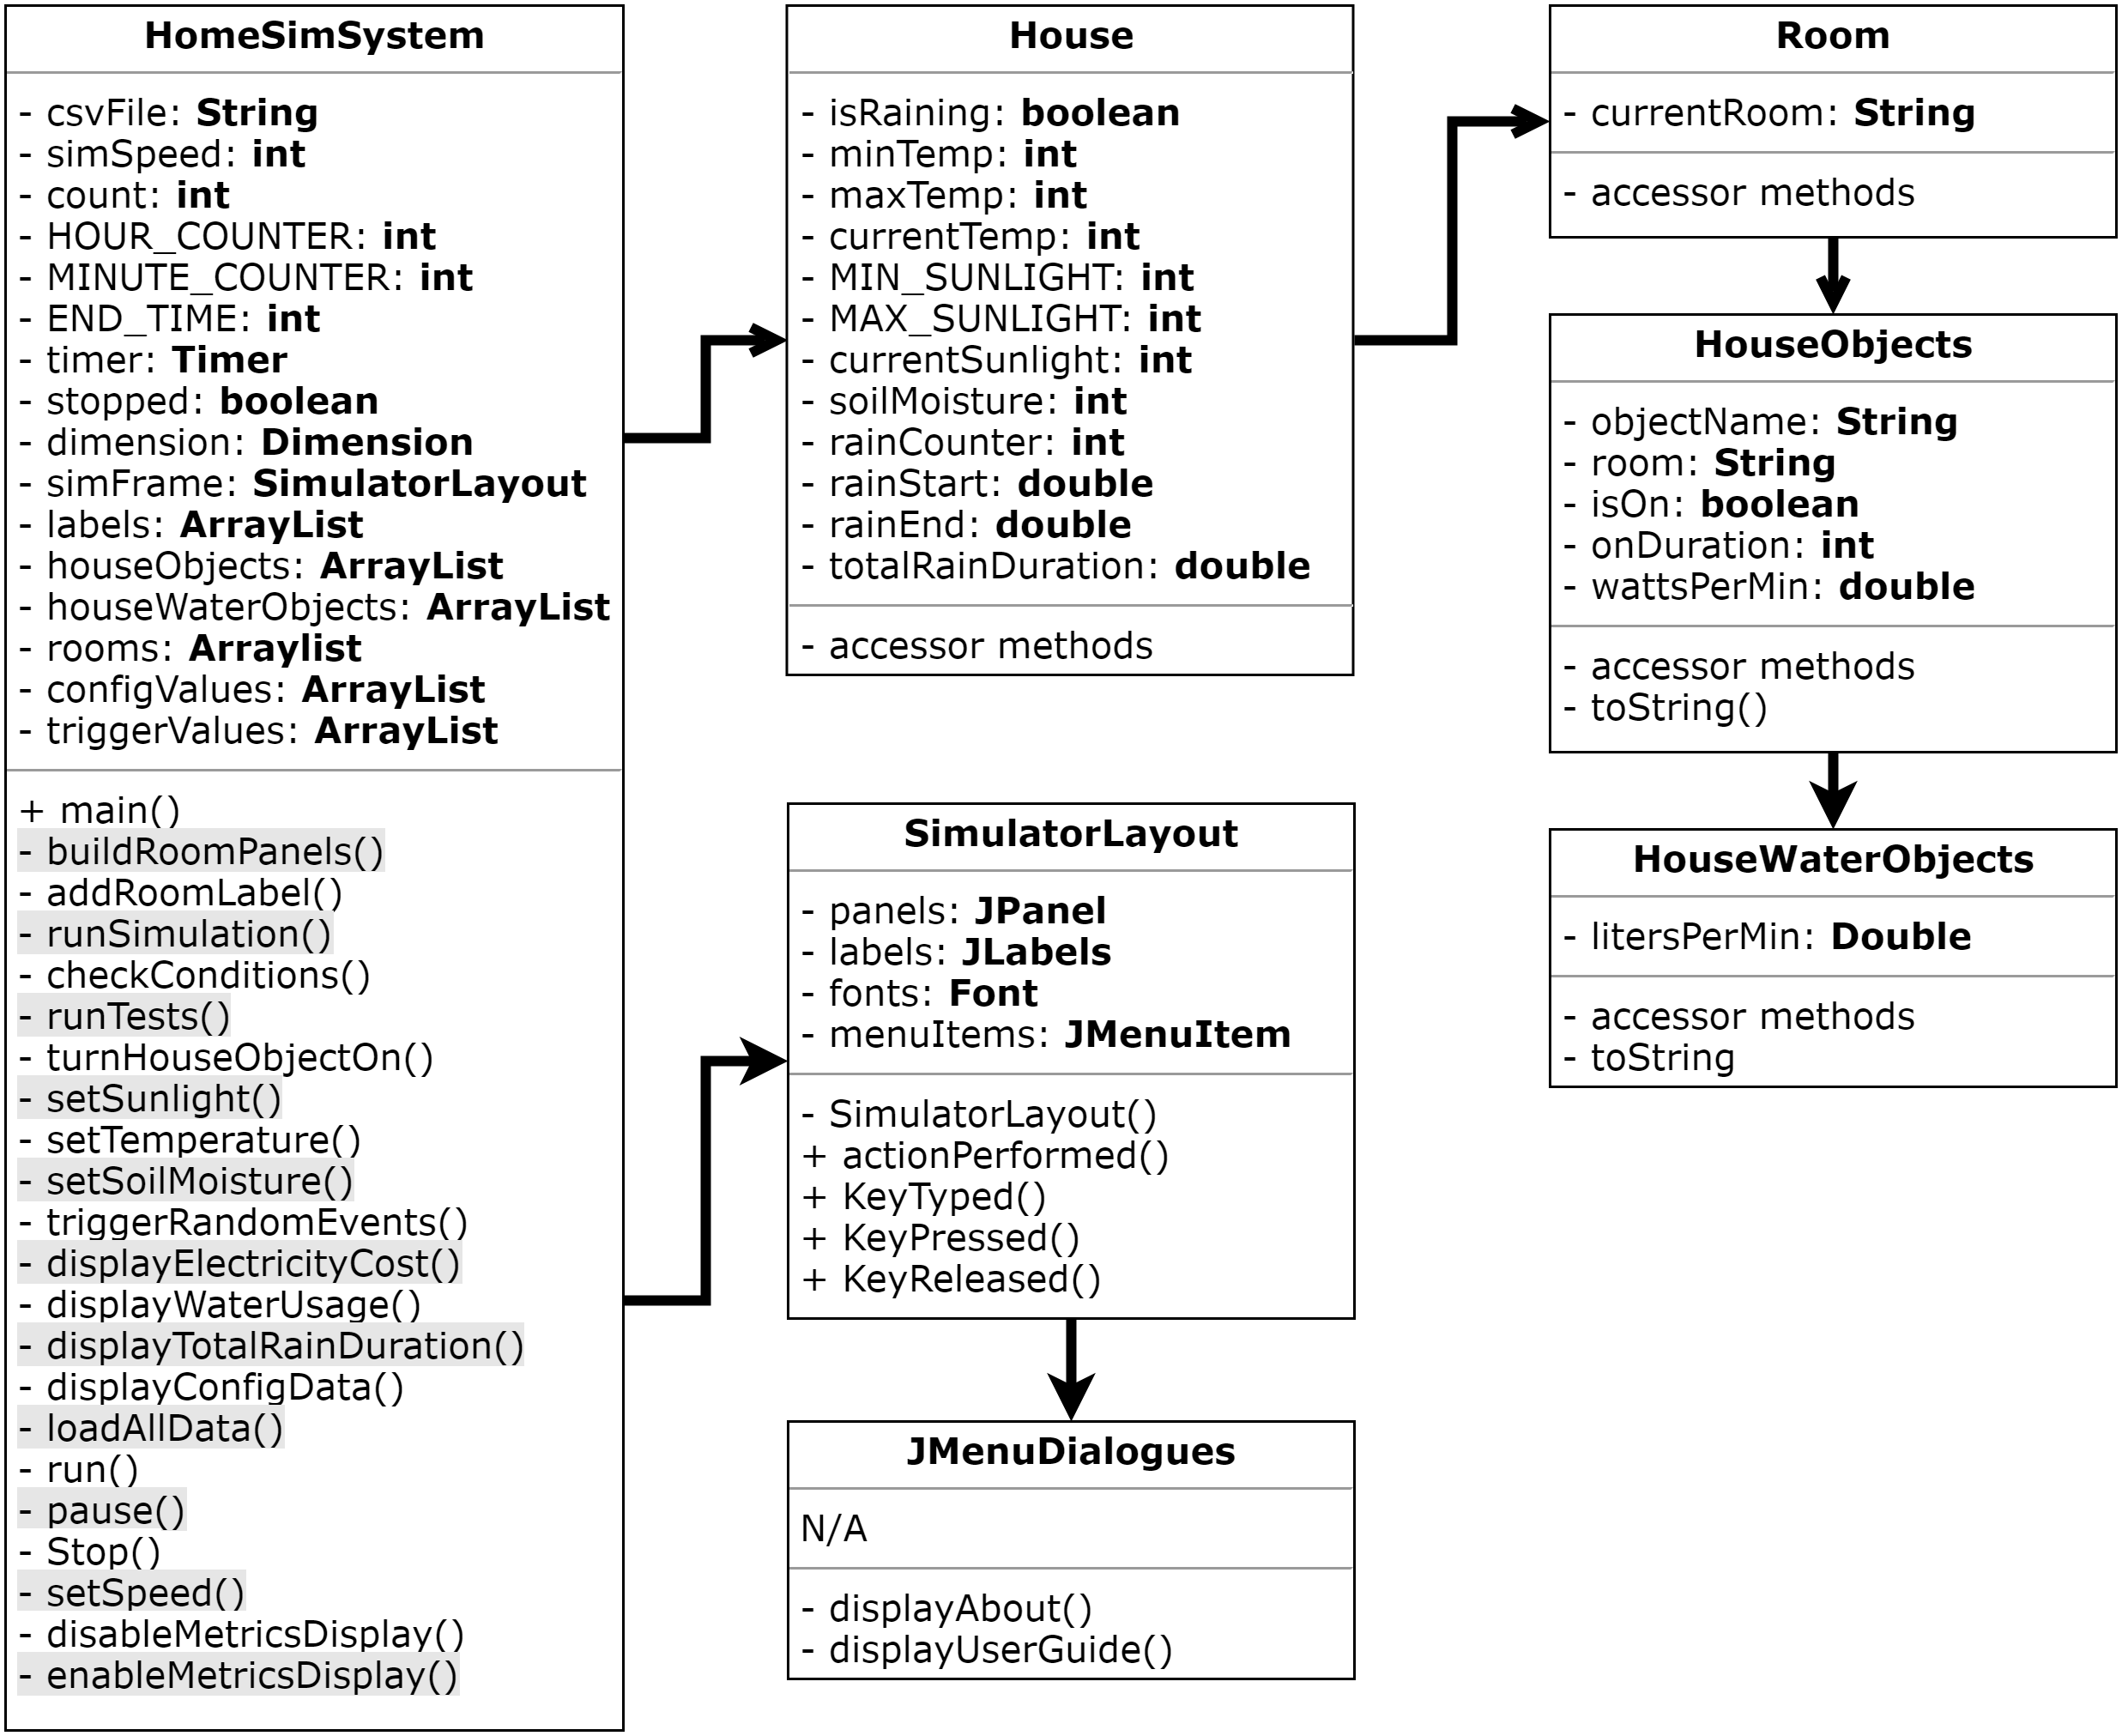 HomeSimSystem
- csvFile: String
- simSpeed: int
- count: int
- HOUR_COUNTER: int
- MINUTE_COUNTER: int
- END_TIME: int
- timer: Timer
- stopped: boolean
- dimension: Dimension
- simFrame: SimulatorLayout
- labels: ArrayList
- houseObjects: ArrayList
- houseWaterObjects: ArrayList
- rooms: Arraylist
- configValues: ArrayList
- triggerValues: ArrayList
+ main()
- buildRoomPanels()
- addRoomLabel()
- runSimulation()
- checkConditions()
- runTests()
- turnHouseObjectOn()
- setSunlight()
- setTemperature()
- setSoilMoisture()
- triggerRandomEvents()
- displayElectricityCost()
- displayWaterUsage()
- displayTotalRainDuration()
- displayConfigData()
- loadAllData()
- run()
- pause()
- Stop()
- setSpeed()
- disableMetricsDisplay()
- enableMetricsDisplay()
House
- isRaining: boolean
- minTemp: int
- maxTemp: int
- currentTemp: int
- MIN_SUNLIGHT: int
- MAX_SUNLIGHT: int
- currentSunlight: int
- soilMoisture: int
- rainCounter: int
- rainStart: double
- rainEnd: double
- totalRainDuration: double
- accessor methods
SimulatorLayout
- panels: JPanel
- labels: JLabels
- fonts: Font
- menuItems: JMenuItem
- SimulatorLayout()
+ actionPerformed()
+ KeyTyped()
+ KeyPressed()
+ KeyReleased()
JMenuDialogues
N/A
- displayAbout()
- displayUserGuide()
Room
- currentRoom: String
- accessor methods
HouseObjects
- objectName: String
- room: String
- isOn: boolean
- onDuration: int
- wattsPerMin: double
- accessor methods
- toString()
HouseWaterObjects
- litersPerMin: Double
- accessor methods
- toString